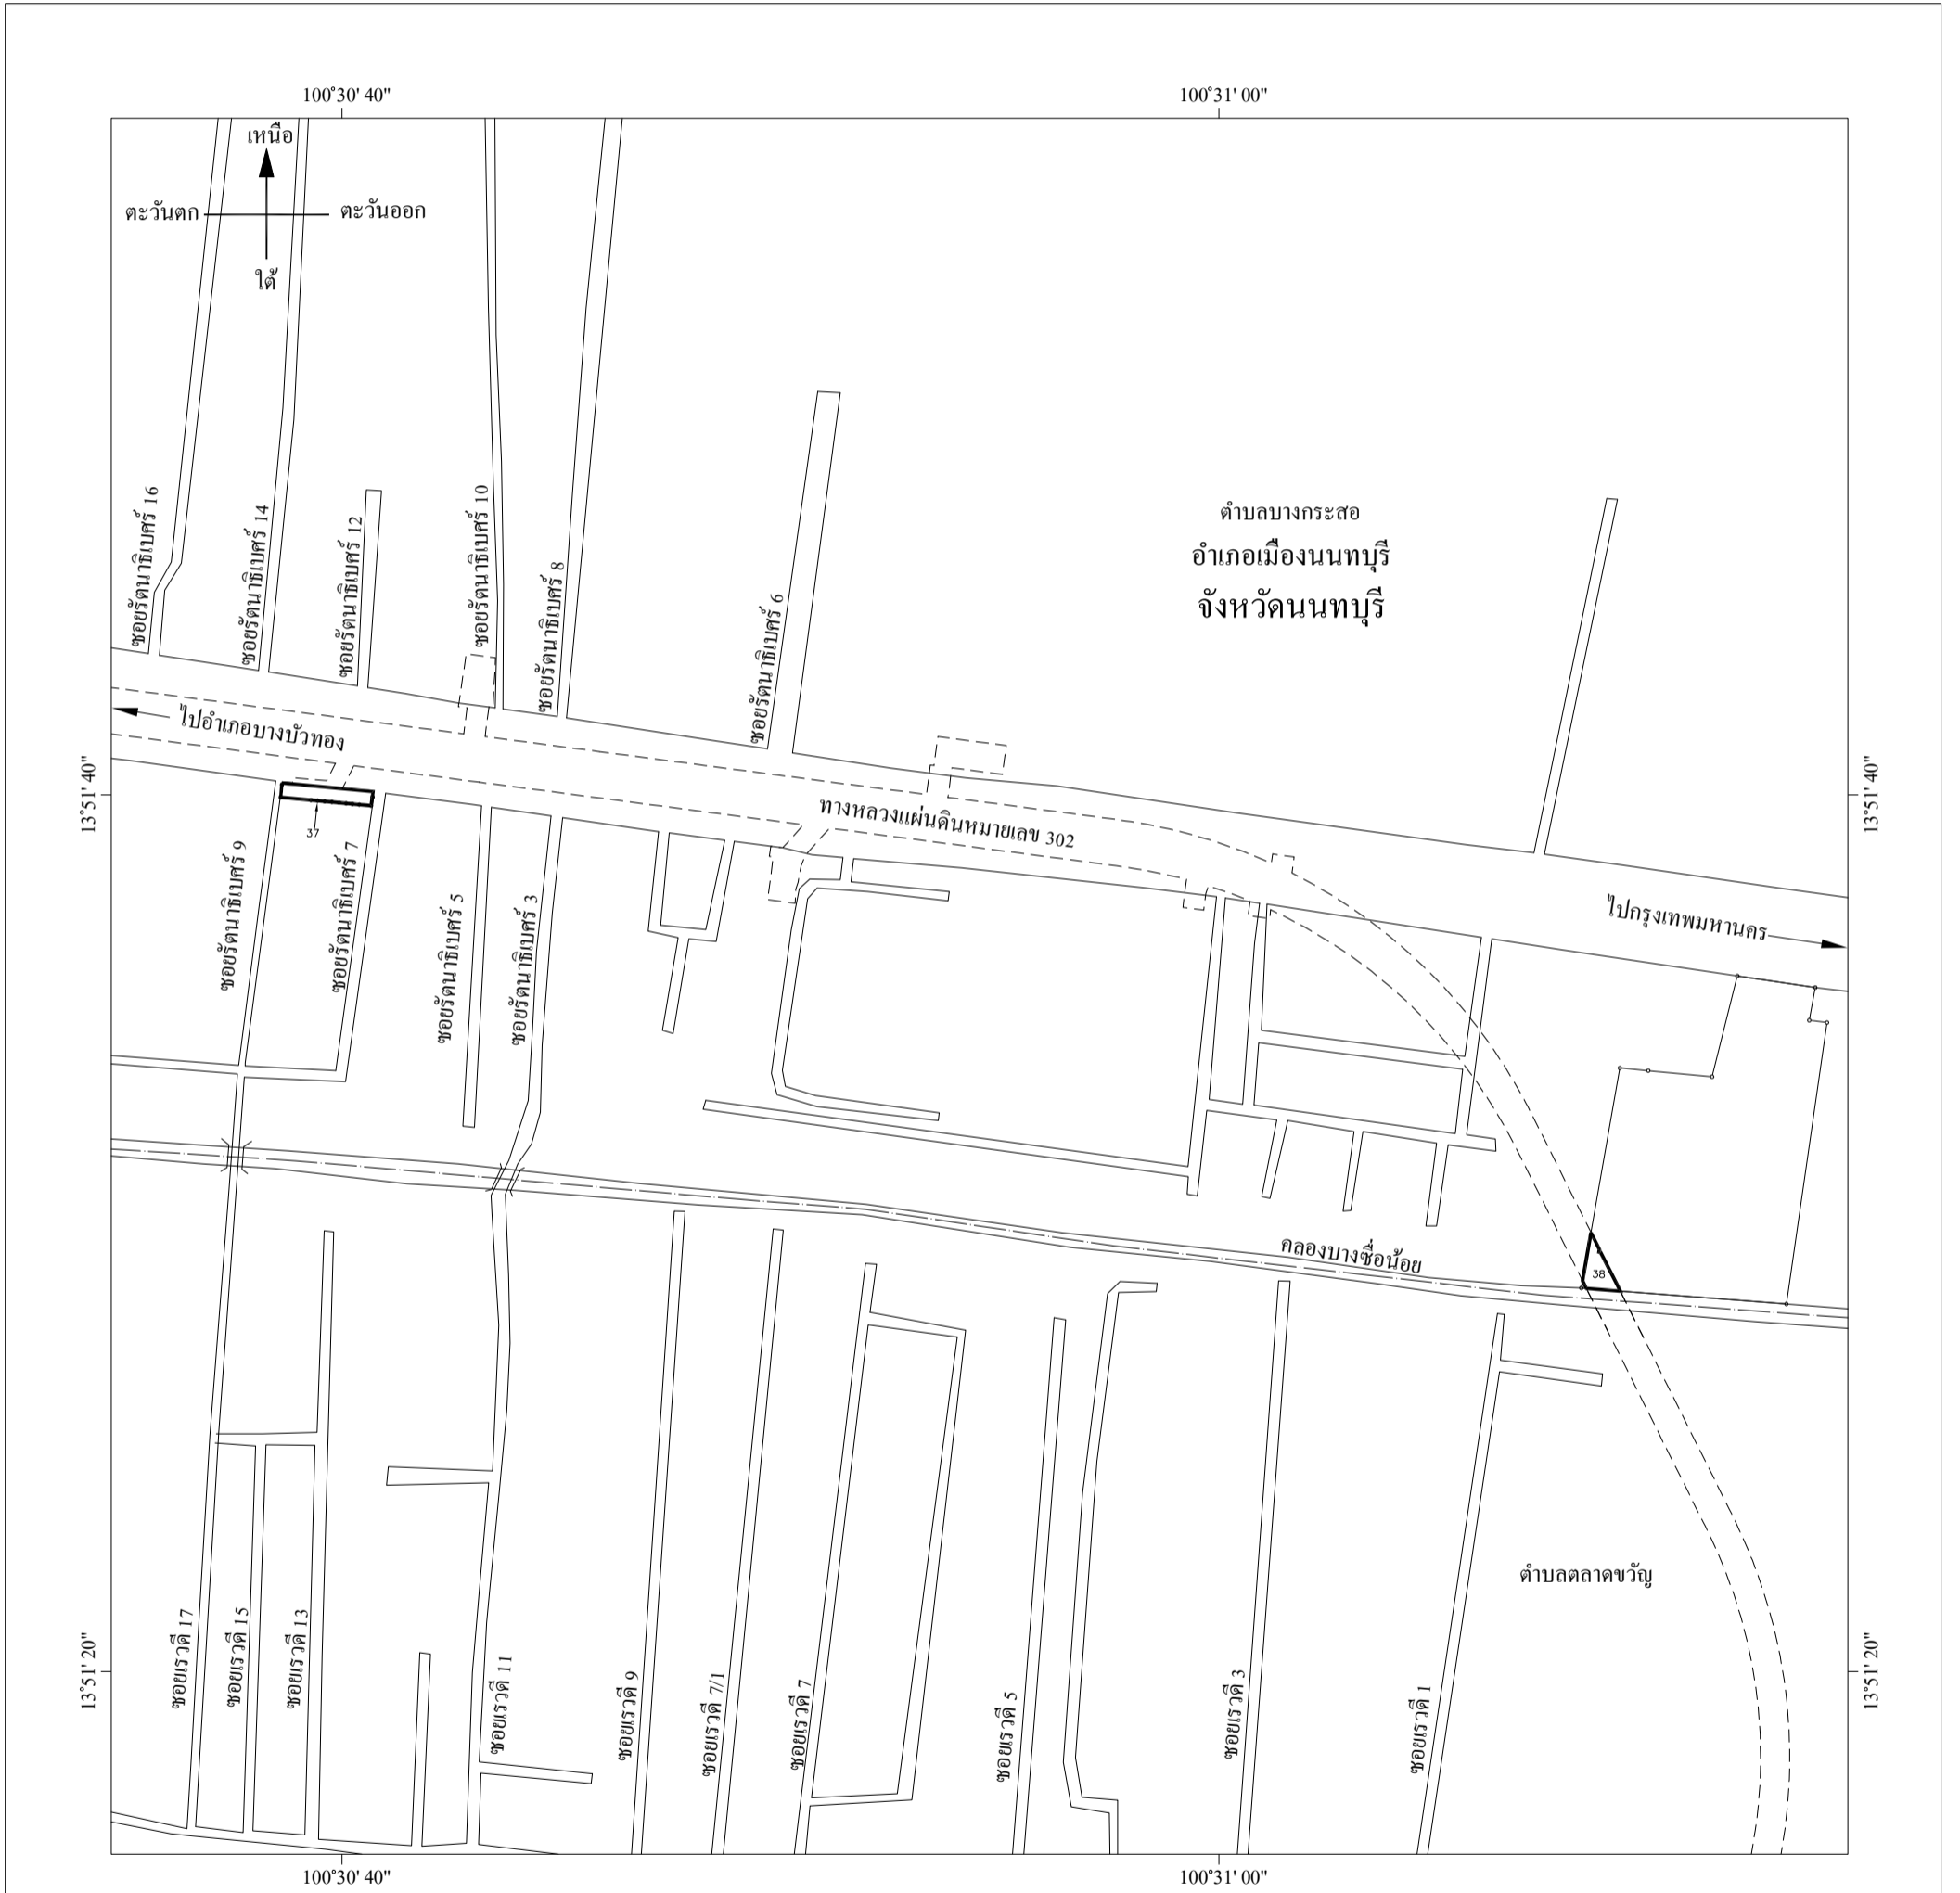 100°30' 40"
100°31' 00"
เหนือ
ตะวันตก
ตะวันออก
ใต้
ซอยรัตนาธิเบศร์ 16
ซอยรัตนาธิเบศร์ 14
ซอยรัตนาธิเบศร์ 12
ซอยรัตนาธิเบศร์ 10
ซอยรัตนาธิเบศร์ 8
ซอยรัตนาธิเบศร์ 6
ตำบลบางกระสอ
อำเภอเมืองนนทบุรี
จังหวัดนนทบุรี
ไปอำเภอบางบัวทอง
13°51' 40"
13°51' 40"
ทางหลวงแผ่นดินหมายเลข 302
37
ซอยรัตนาธิเบศร์ 9
ซอยรัตนาธิเบศร์ 7
ซอยรัตนาธิเบศร์ 5
ซอยรัตนาธิเบศร์ 3
ไปกรุงเทพมหานคร
คลองบางซื่อน้อย
38
ตำบลตลาดขวัญ
ซอยเรวดี 17
ซอยเรวดี 15
ซอยเรวดี 13
ซอยเรวดี 11
ซอยเรวดี 9
ซอยเรวดี 7/1
ซอยเรวดี 7
ซอยเรวดี 5
ซอยเรวดี 3
ซอยเรวดี 1
13°51' 20"
13°51' 20"
100°30' 40"
100°31' 00"